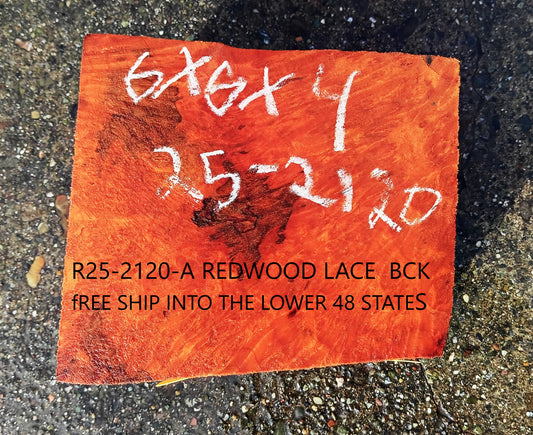 6x6x4
25-2120
R25-2120-A REDWOOD LACE BCK
fREE SHIP INTO THE LOWER 48 STATES